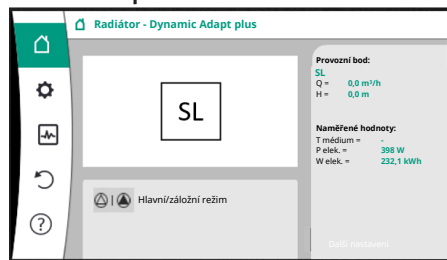 Radiátor - Dynamic Adapt plus
SL
Hlavní/záložní režim
Provozní bod:
SL
Q = 0,0 m³/h
H = 0,0 m
Naměřené hodnoty:
T médium = -
P elek. = 398 W
W elek. = 232,1 kWh
Další nastavení